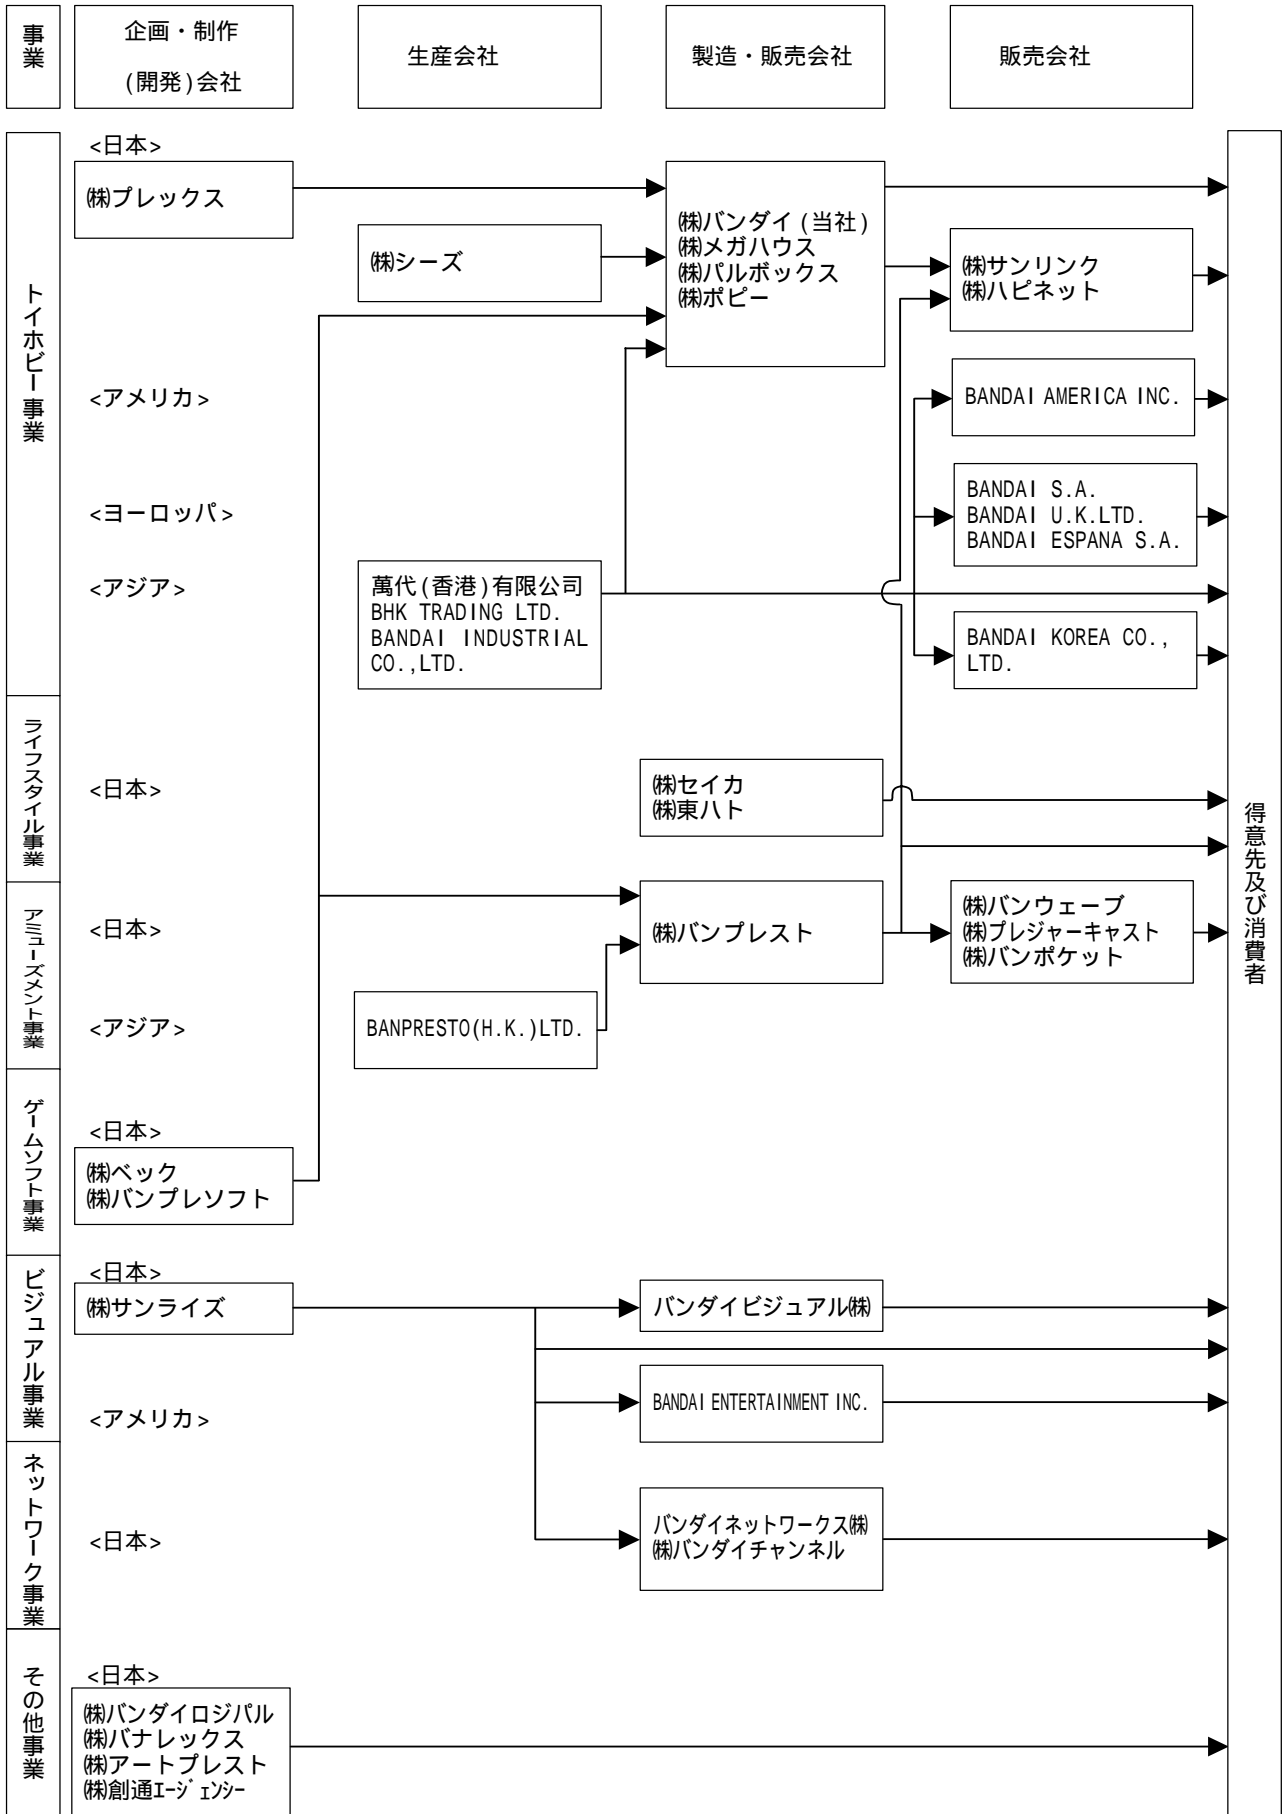 事業
企画・制作
(開発)会社
生産会社
製造・販売会社
販売会社
トイホビー事業
<日本>
㈱プレックス
㈱シーズ
㈱バンダイ(当社)
㈱メガハウス
㈱パルボックス
㈱ポピー
㈱サンリンク
㈱ハピネット
<アメリカ>
BANDAI AMERICA INC.
<ヨーロッパ>
BANDAI S.A.
BANDAI U.K.LTD.
BANDAI ESPANA S.A.
<アジア>
萬代(香港)有限公司
BHK TRADING LTD.
BANDAI INDUSTRIAL
CO.,LTD.
BANDAI KOREA CO.,
LTD.
ライフスタイル事業
<日本>
㈱セイカ
㈱東ハト
アミューズメント事業
<日本>
㈱バンプレスト
㈱バンウェーブ
㈱プレジャーキャスト
㈱バンポケット
<アジア>
BANPRESTO(H.K.)LTD.
ゲームソフト事業
<日本>
㈱ベック
㈱バンプレソフト
ビジュアル事業
<日本>
㈱サンライズ
バンダイビジュアル㈱
<アメリカ>
BANDAI ENTERTAINMENT INC.
ネットワーク事業
<日本>
バンダイネットワークス㈱
㈱バンダイチャンネル
その他事業
<日本>
㈱バンダイロジパル
㈱バナレックス
㈱アートプレスト
㈱創通エージェンシー
得意先及び消費者